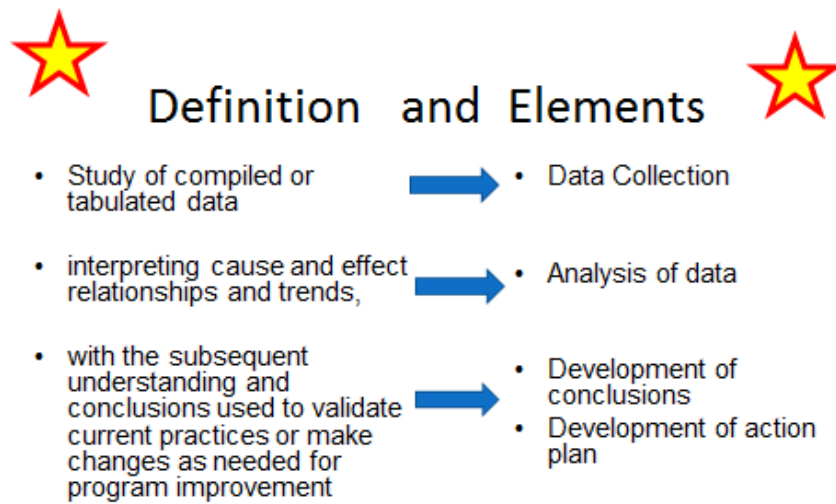 Definition and Elements
• Study of compiled or
tabulated data
• Data Collection
• interpreting cause and effect
relationships and trends,
• Analysis of data
• with the subsequent
understanding and
conclusions used to validate
current practices or make
changes as needed for
program improvement
• Development of
conclusions
• Development of action
plan